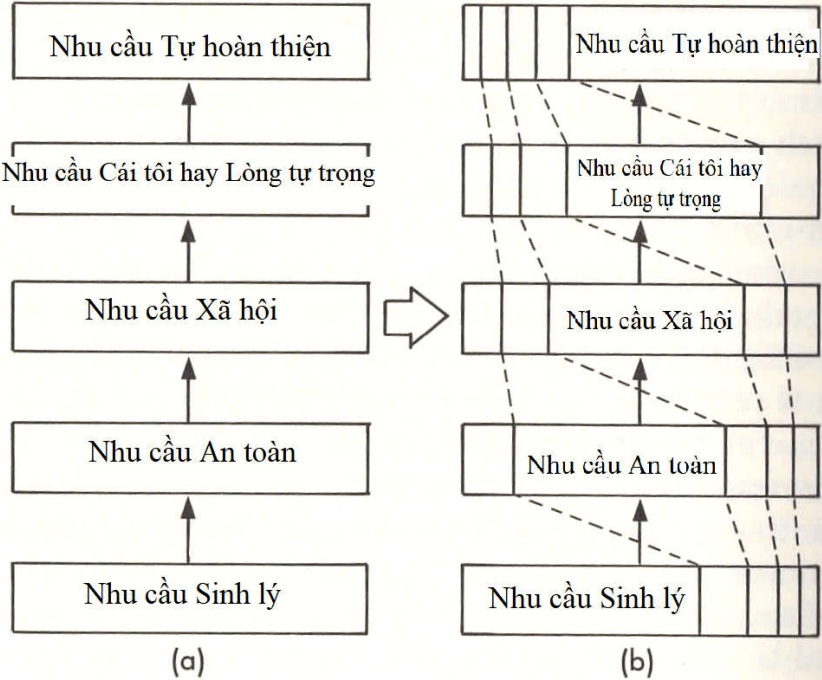 Nhu cầu Tự hoàn thiện
Nhu cầu Cái tôi hay Lòng tự trọng
Nhu cầu Xã hội
Nhu cầu An toàn
Nhu cầu Sinh lý
(a)
Nhu cầu Tự hoàn thiện
Nhu cầu Cái tôi hay
Lòng tự trọng
Nhu cầu Xã hội
Nhu cầu An toàn
Nhu cầu Sinh lý
(b)